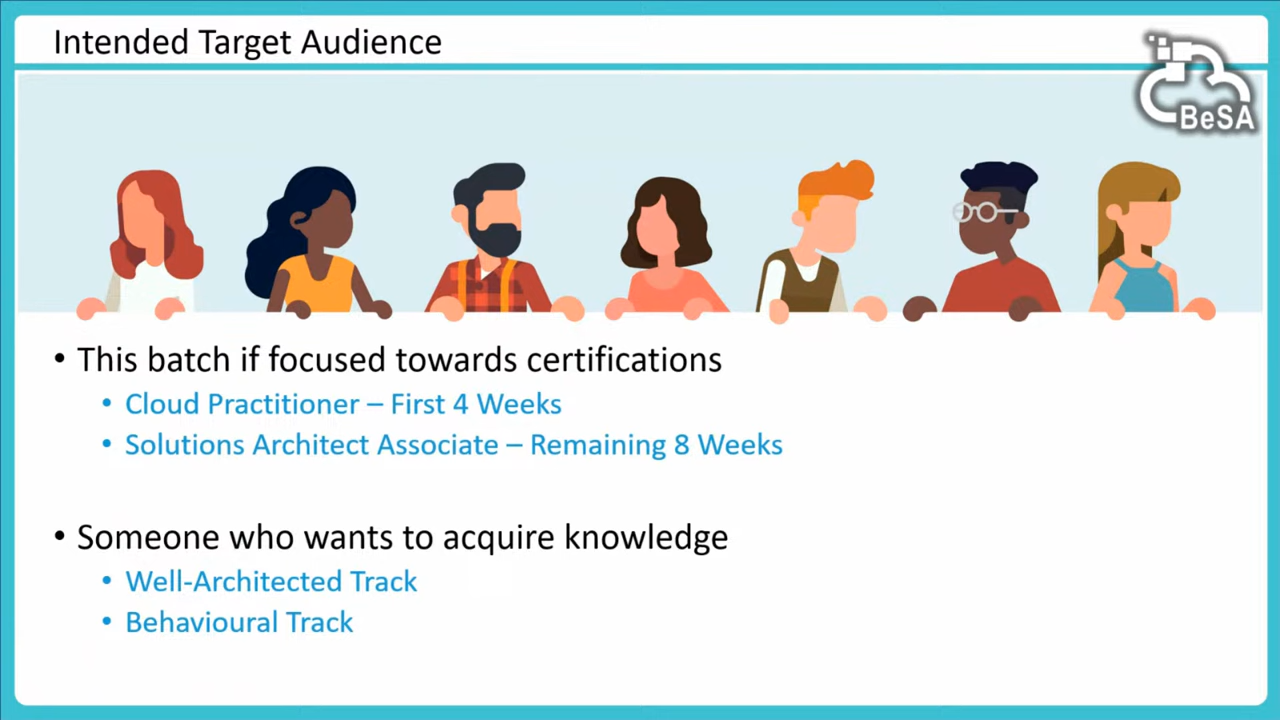 Intended Target Audience
BeSA
• This batch if focused towards certifications
• Cloud Practitioner – First 4 Weeks
• Solutions Architect Associate – Remaining 8 Weeks
• Someone who wants to acquire knowledge
• Well-Architected Track
• Behavioural Track